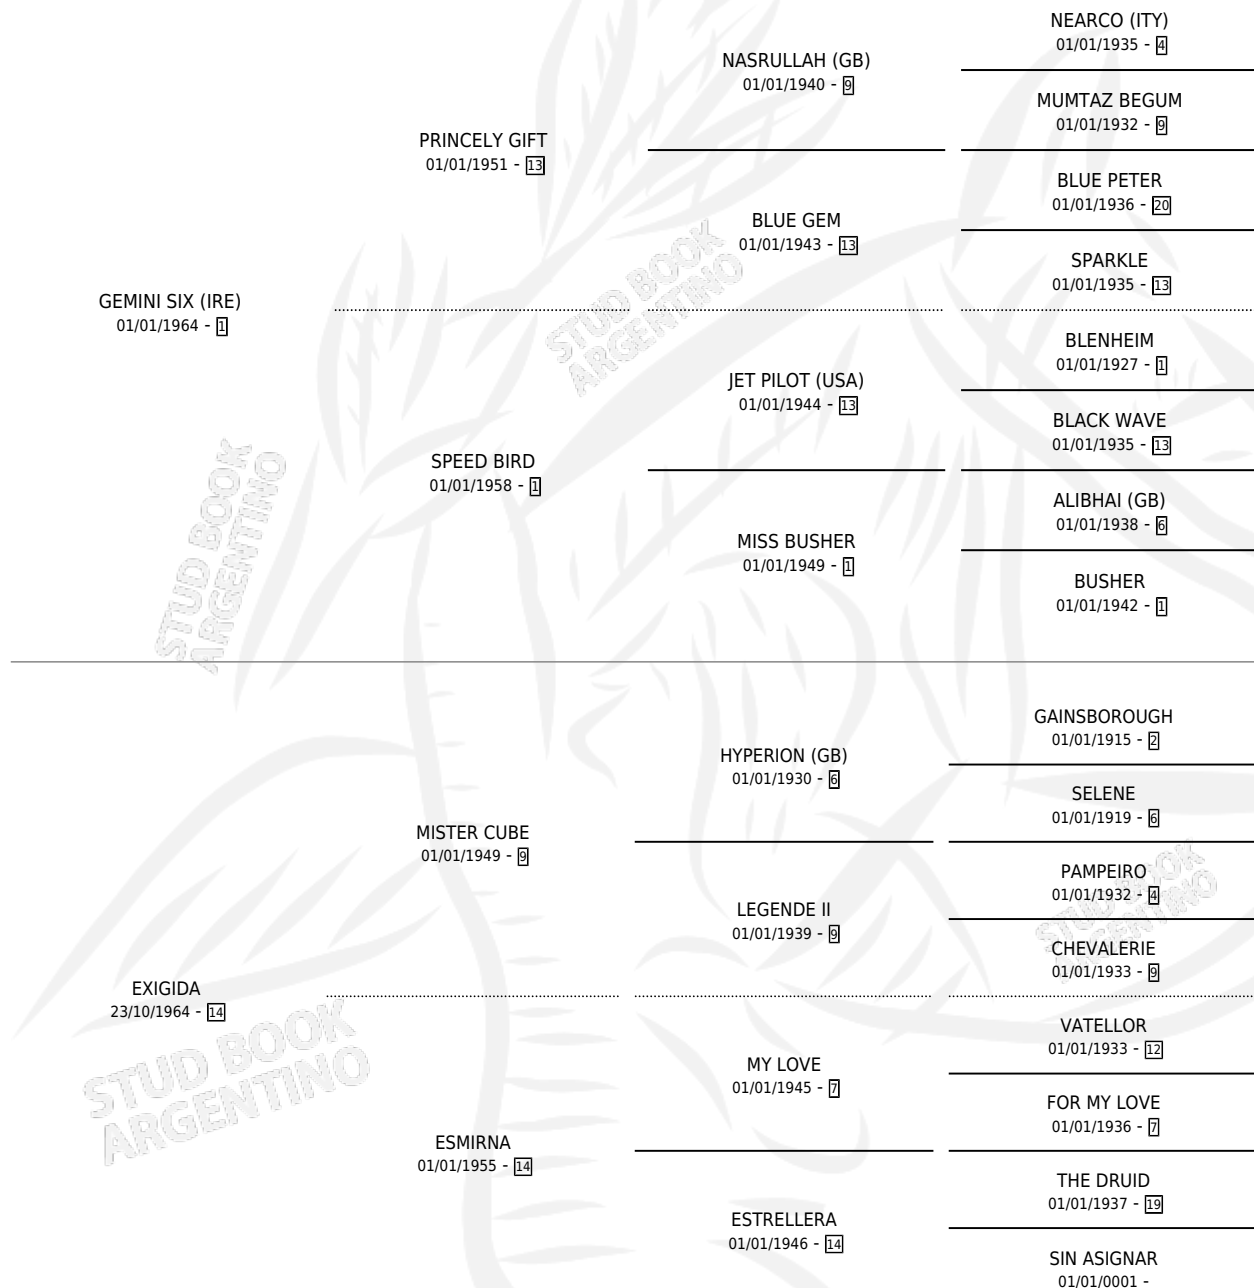 NEARCO (ITY)
01/01/1935 - 4
NASRULLAH (GB)
01/01/1940 - 9
MUMTAZ BEGUM
01/01/1932 - 9
PRINCELY GIFT
01/01/1951 - 13
BLUE PETER
01/01/1936 - 20
BLUE GEM
01/01/1943 - 13
SPARKLE
01/01/1935 - 13
GEMINI SIX (IRE)
01/01/1964 - 1
STUD BOOK
ARGENTINO
BLENHEIM
01/01/1927 - 1
JET PILOT (USA)
01/01/1944 - 13
BLACK WAVE
01/01/1935 - 13
SPEED BIRD
01/01/1958 - 1
ALIBHAI (GB)
01/01/1938 - 6
MISS BUSHER
01/01/1949 - 1
BUSHER
01/01/1942 - 1
STUD BOOK
ARGENTINO
GAINSBOROUGH
01/01/1915 - 2
HYPERION (GB)
01/01/1930 - 6
SELENE
01/01/1919 - 6
MISTER CUBE
01/01/1949 - 9
PAMPEIRO
01/01/1932 - 4
LEGENDE II
01/01/1939 - 9
STUD BOOK
ARGENTINO
CHEVALERIE
01/01/1933 - 9
EXIGIDA
23/10/1964 - 14
VATELLOR
01/01/1933 - 12
MY LOVE
01/01/1945 - 7
FOR MY LOVE
01/01/1936 - 7
STUD BOOK
ARGENTINO
ESMIRNA
01/01/1955 - 14
THE DRUID
01/01/1937 - 19
ESTRELLERA
01/01/1946 - 14
SIN ASIGNAR
01/01/0001 -